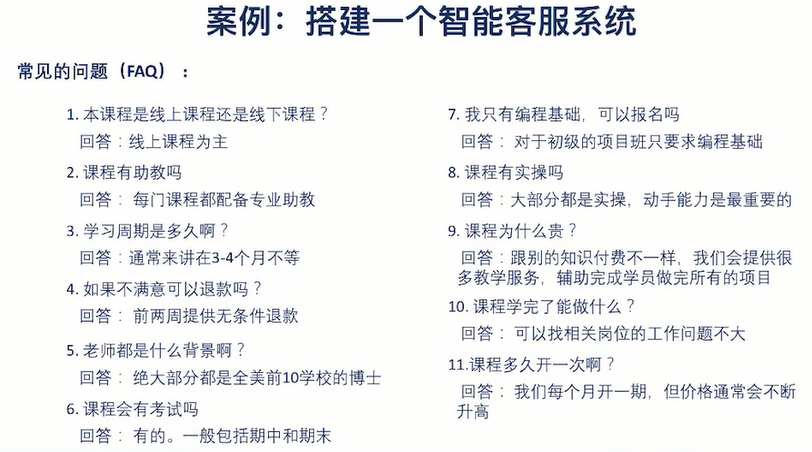 案例：搭建一个智能客服系统
常见的问题（FAQ）：
1. 本课程是线上课程还是线下课程？
回答：线上课程为主
2. 课程有助教吗
回答：每门课程都配备专业助教
3. 学习周期是多久啊？
回答：通常来讲在3-4个月不等
4. 如果不满意可以退款吗？
回答：前两周提供无条件退款
5. 老师都是什么背景啊？
回答：绝大部分都是全美前10学校的博士
6. 课程会有考试吗
回答：有的。一般包括期中和期末
7. 我只有编程基础，可以报名吗
回答：对于初级的项目班只要求编程基础
8. 课程有实操吗
回答：大部分都是实操，动手能力是最重要的
9. 课程为什么贵？
回答：跟别的知识付费不一样，我们会提供很
多教学服务，辅助完成学员做完所有的项目
10. 课程学完了能做什么？
回答：可以找相关岗位的工作问题不大
11.课程多久开一次啊？
回答：我们每个月开一期，但价格通常会不断
升高